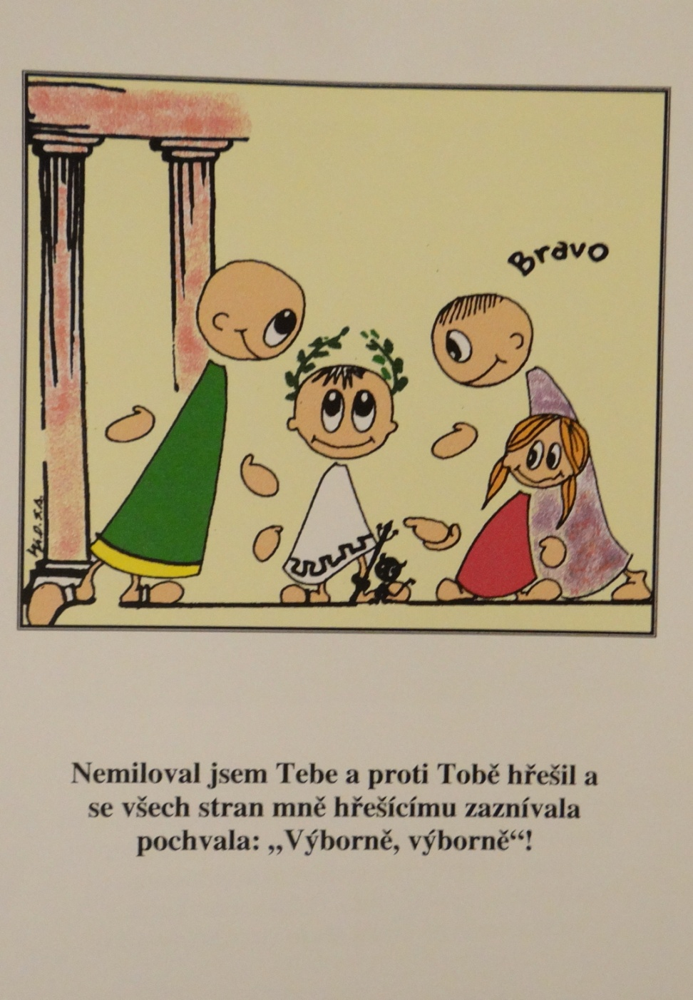 Bravo
Nemiloval jsem Tebe a proti Tobě hřešil a
se všech stran mně hřešícímu zaznívala
pochvala: „Výborně, výborně“!